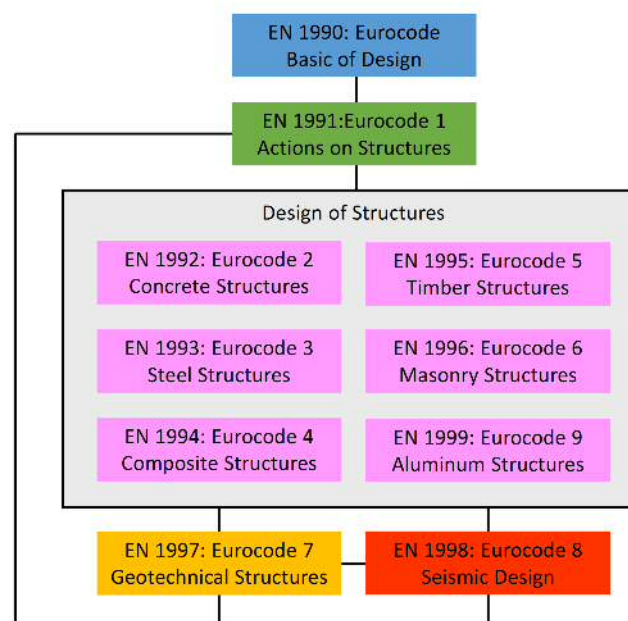 EN 1990: Eurocode
Basic of Design
EN 1991:Eurocode 1
Actions on Structures
Design of Structures
EN 1992: Eurocode 2
Concrete Structures
EN 1995: Eurocode 5
Timber Structures
EN 1993: Eurocode 3
Steel Structures
EN 1996: Eurocode 6
Masonry Structures
EN 1994: Eurocode 4
Composite Structures
EN 1999: Eurocode 9
Aluminum Structures
EN 1997: Eurocode 7
Geotechnical Structures
EN 1998: Eurocode 8
Seismic Design